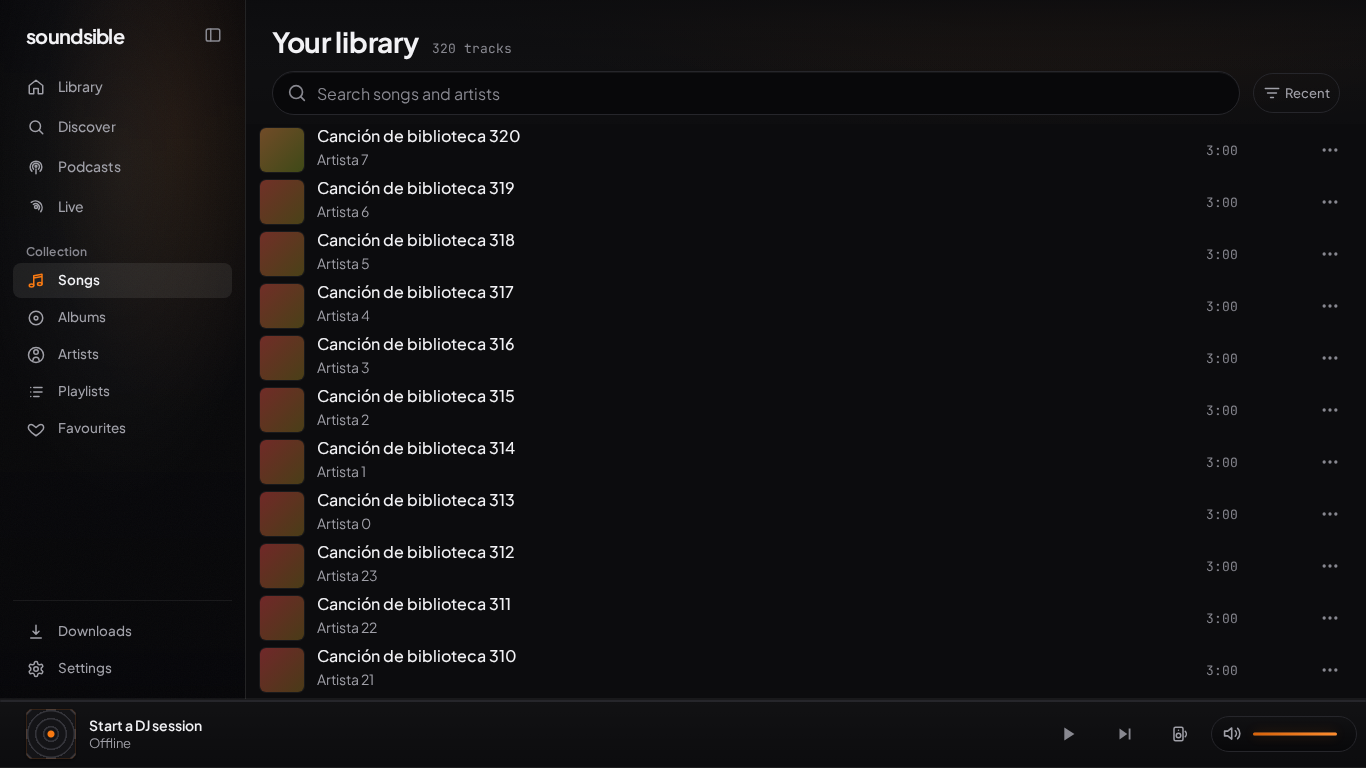 soundsible
Library
Discover
Podcasts
Live
Collection
Songs
Albums
Artists
Playlists
Favourites
Downloads
Settings
Your library 320 tracks
Search songs and artists
Recent
Canción de biblioteca 320
Artista 7
3:00
Canción de biblioteca 319
Artista 6
3:00
Canción de biblioteca 318
Artista 5
3:00
Canción de biblioteca 317
Artista 4
3:00
Canción de biblioteca 316
Artista 3
3:00
Canción de biblioteca 315
Artista 2
3:00
Canción de biblioteca 314
Artista 1
3:00
Canción de biblioteca 313
Artista 0
3:00
Canción de biblioteca 312
Artista 23
3:00
Canción de biblioteca 311
Artista 22
3:00
Canción de biblioteca 310
Artista 21
3:00
Start a DJ session
Offline